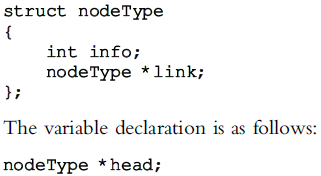 struct nodeType
{
    int info;
    nodeType *link;
};
The variable declaration is as follows:
nodeType *head;